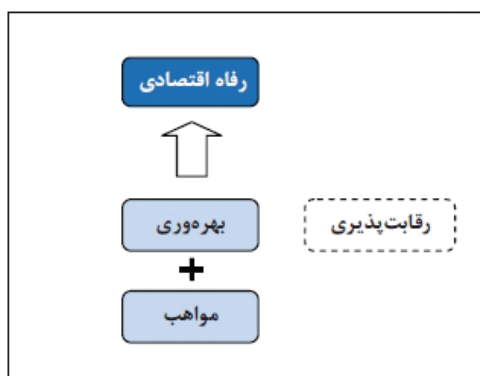 رفاه اقتصادی
بهره‌وری
رقابت‌پذیری
+
مواهب